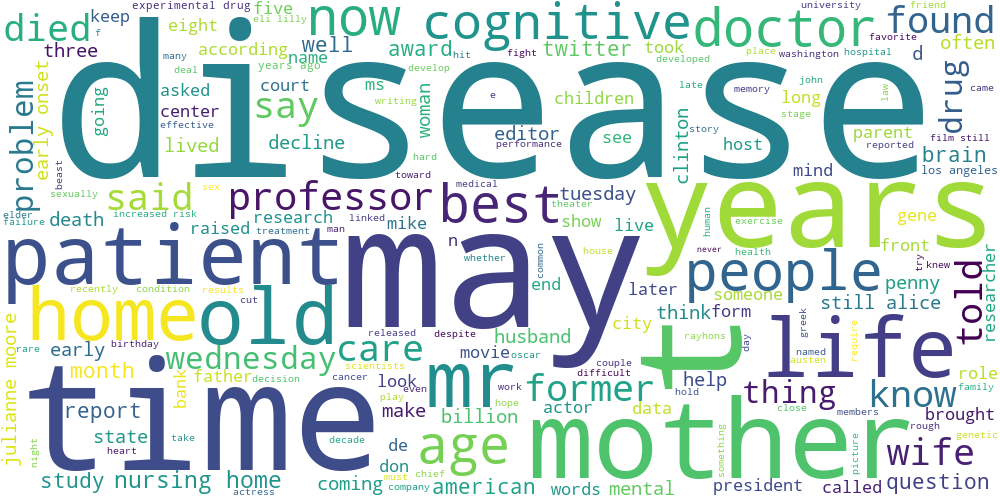 disease
may
time
years
patient
mother
life
t
cognitive
doctor
now
died
found
old
home
people
professor
best
say
said
mr
age
care
former
thing
know
wife
told
drug
problem
experimental drug
eli lilly
university
friend
favorite
keep
f
eight
five
three
many
according
well
award
twitter
took
often
deal
years ago
name
hit
fight
developed
place
washington
hospital
d
going
asked
court
ms
develop
e
late
memory
john
law
came
early onset
center
effective
writing
woman
children
long
stage
film still
reported
beast
lived
decline
editor
performance
hard
see
clinton
story
host
parent
brain
los angeles
sexually
sex
toward
mind
medical
tuesday
gene
elder
failure
death
increased risk
treatment
research
linked
man
mike
theater
show
live
human
exercise
health
front
never
try
knew
raised
n
whether
common
end
house
later
someone
penny
still alice
researcher
recently
condition
results
cut
released
despite
husband
city
think
form
rayhons
day
greek
named
austen
require
julianne moore
rare
early
birthday
wednesday
father
decision
cancer
scientists
even
movie
oscar
couple
difficult
month
bank
look
play
work
hope
actor
hold
help
data
role
family
report
make
billion
close
members
rough
brought
genetic
state
take
decade
de
night
heart
must
chief
something
picture
study
nursing home
coming
don
company
american
words
mental
president
called
question
actress